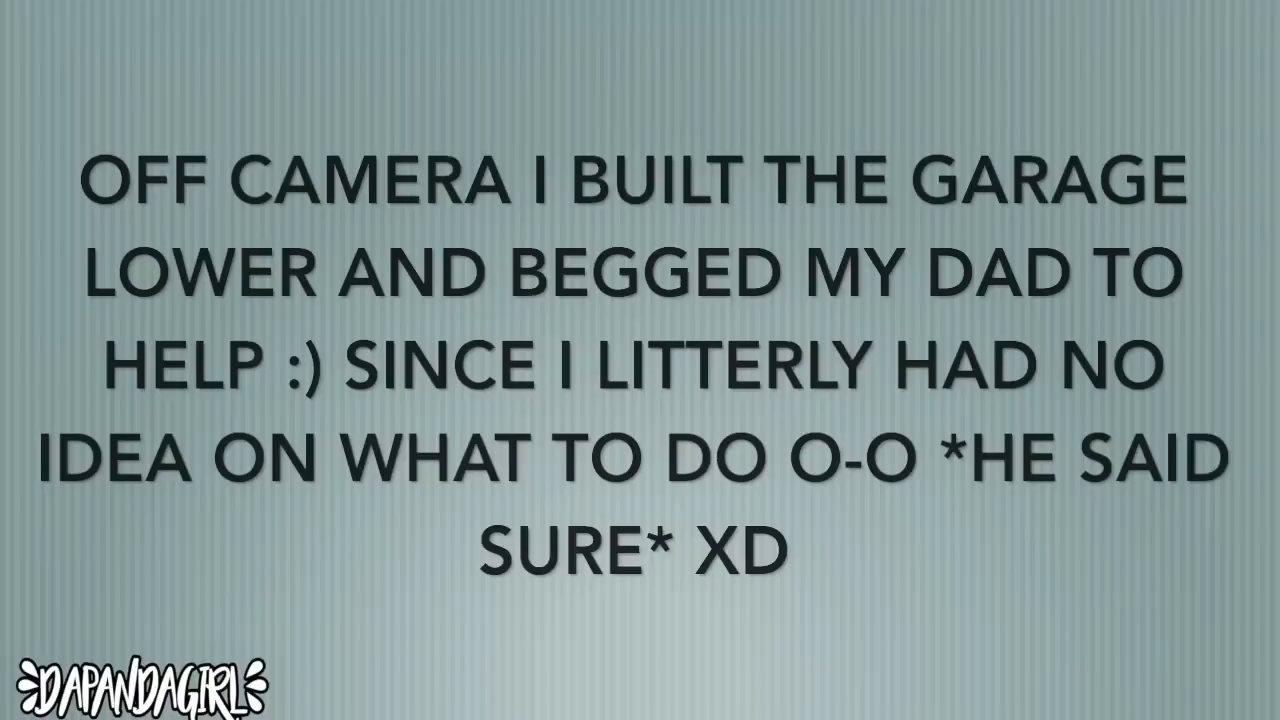 OFF CAMERA I BUILT THE GARAGE
LOWER AND BEGGED MY DAD TO
HELP :) SINCE I LITTERLY HAD NO
IDEA ON WHAT TO DO O-O *HE SAID
SURE* XD
DAPANDAGIRL